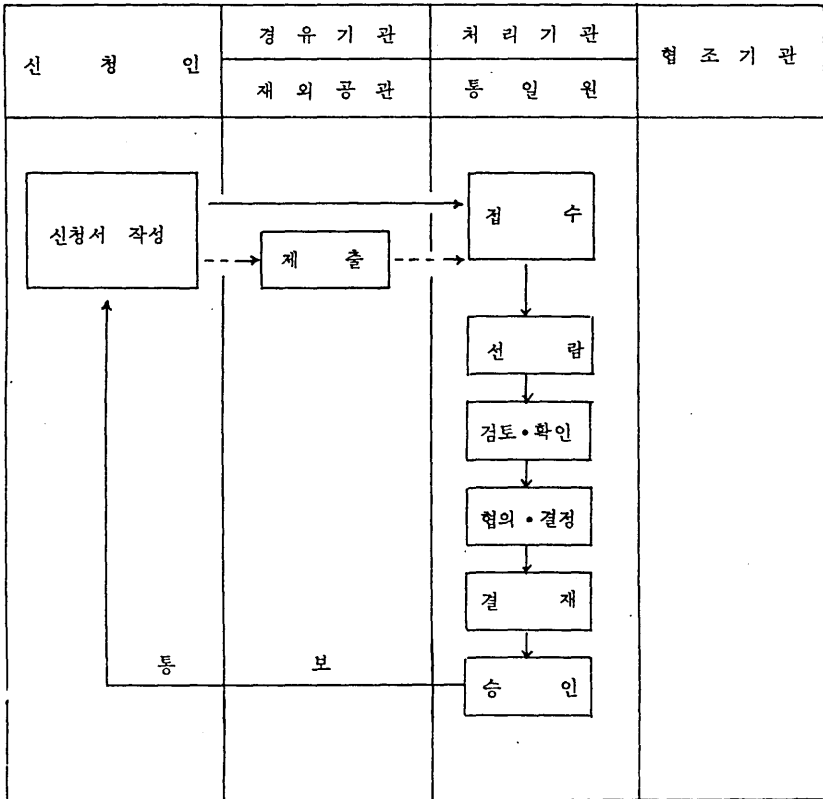 경 유 기 관
처 리 기 관
신 청 인
협 조 기 관
재 외 공 관
통 일 원
신청서 작성
접 수
제 출
선 람
검토•확인
협의•결정
결 재
통 보
승 인